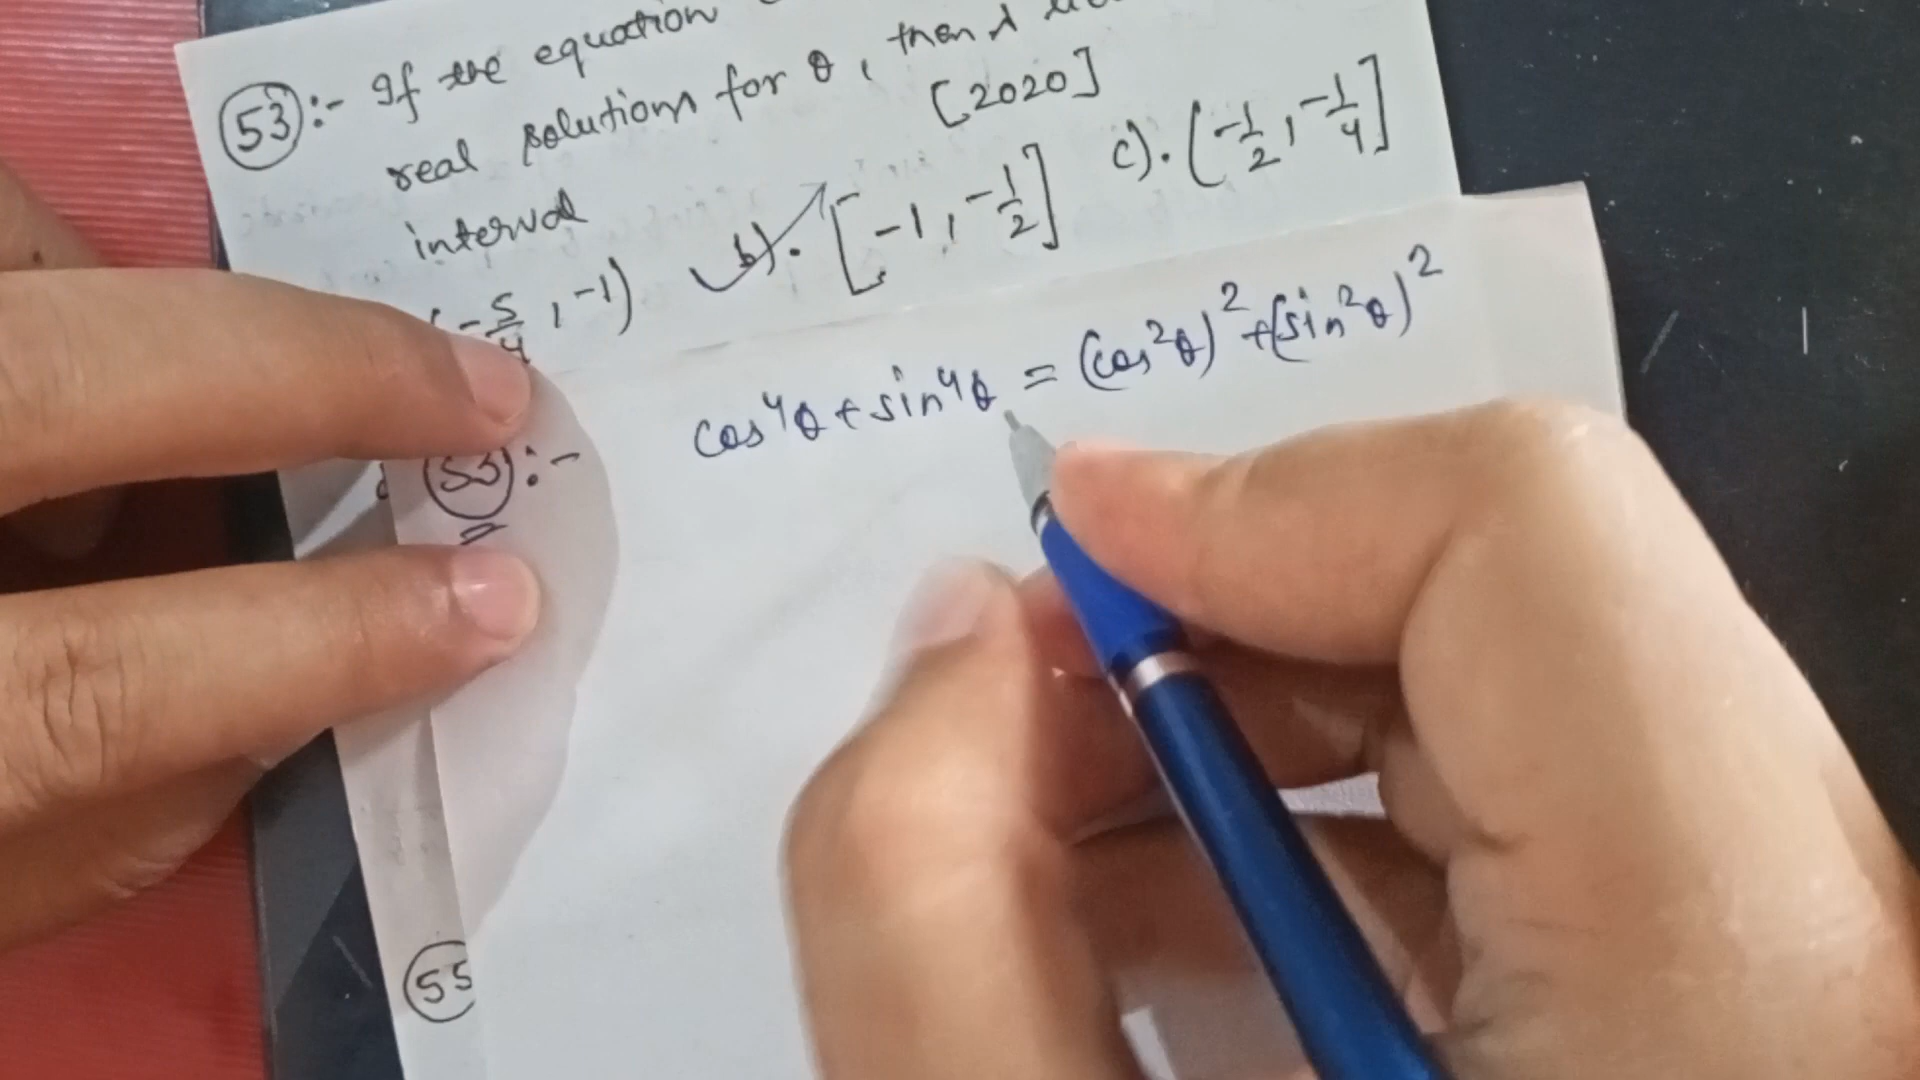 53:- If the equation
real solutions for θ, then λ
interval [2020]
-5/4, -1) b). [-1, -1/2] c). (-1/2, -1/4]
53:- cos⁴θ + sin⁴θ = (cos²θ)² + (sin²θ)²
55